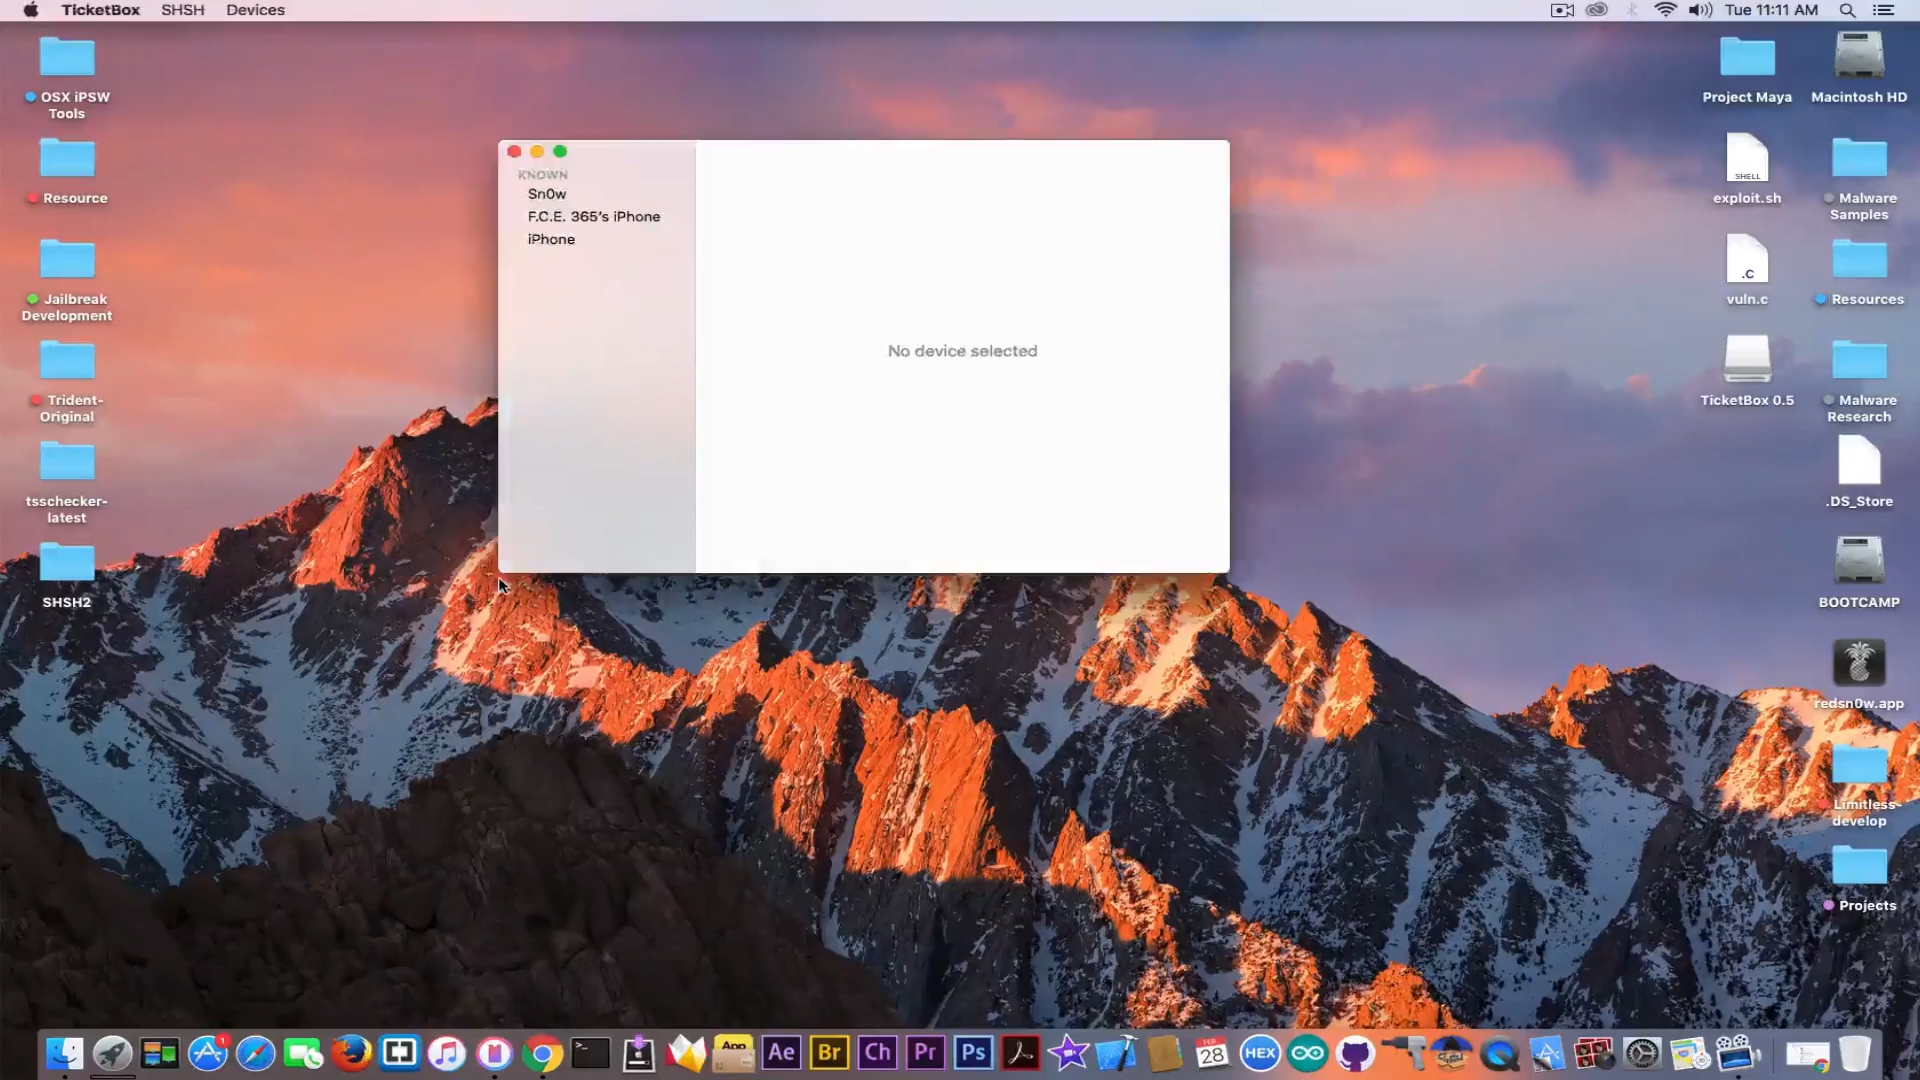 TicketBox SHSH Devices
Tue 11:11 AM
OSX iPSW
Tools
Resource
Jailbreak
Development
Trident-
Original
tsschecker-
latest
SHSH2
KNOWN
Sn0w
F.C.E. 365's iPhone
iPhone
No device selected
Project Maya
SHELL
exploit.sh
.C
vuln.c
TicketBox 0.5
Macintosh HD
Malware
Samples
Resources
Malware
Research
.DS_Store
BOOTCAMP
redsn0w.app
Limitless-
develop
Projects
1
App
Ae
Br
Ch
Pr
Ps
28
HEX